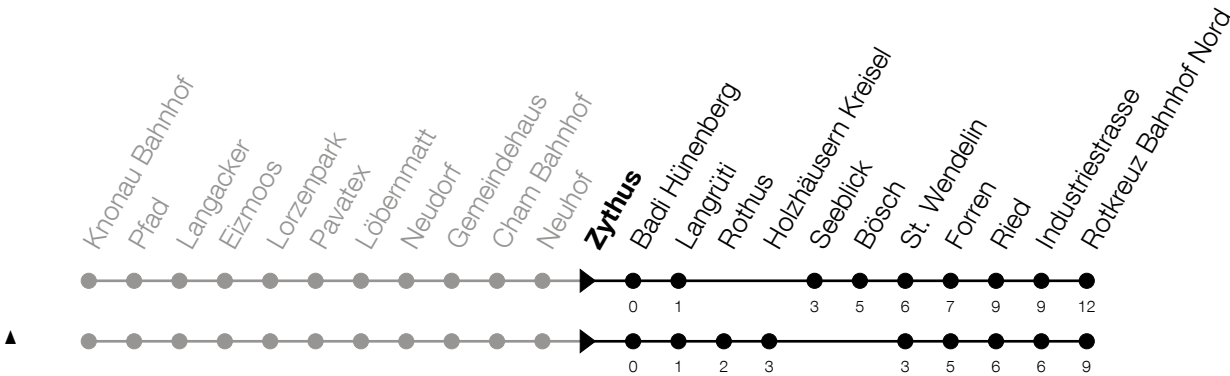 Knonau Bahnhof
Pfad
Langacker
Eizmoos
Lorzenpark
Pavatex
Löbernmatt
Neudorf
Gemeindehaus
Cham Bahnhof
Neuhof
Zythus
Badi Hünenberg
Langrüti
Rothus
Holzhäusern Kreisel
Seeblick
Bösch
St. Wendelin
Forren
Ried
Industriestrasse
Rotkreuz Bahnhof Nord
0 1 3 5 6 7 9 9 12
0 1 2 3 3 5 6 6 9